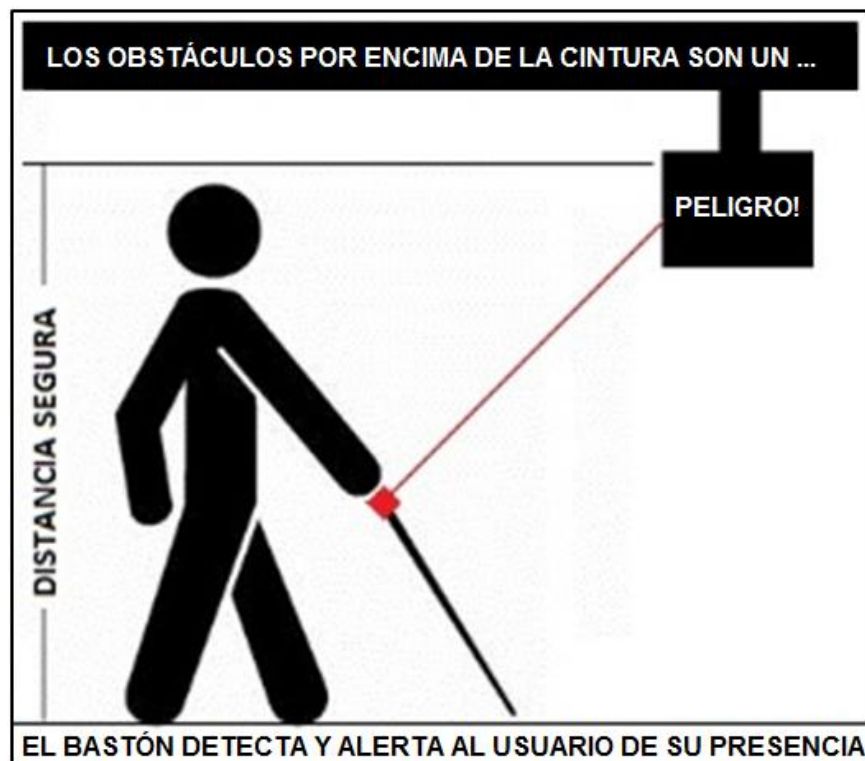 LOS OBSTÁCULOS POR ENCIMA DE LA CINTURA SON UN ...
PELIGRO!
DISTANCIA SEGURA
EL BASTÓN DETECTA Y ALERTA AL USUARIO DE SU PRESENCIA